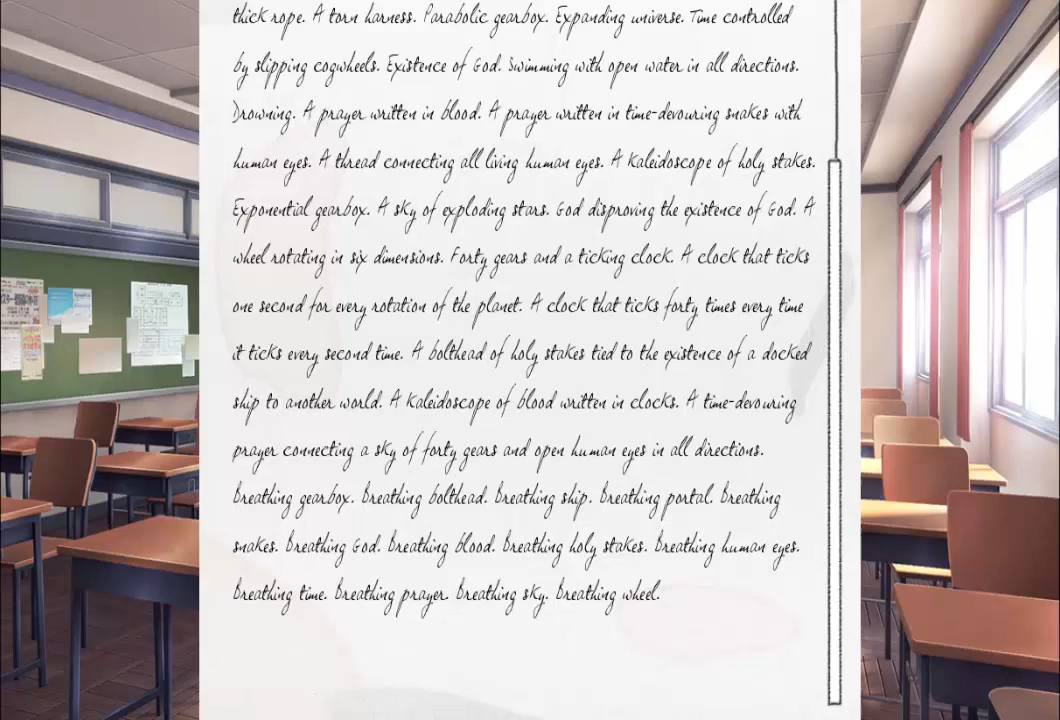 thick rope. A torn harness. Parabolic gearbox. Expanding universe. Time controlled
by slipping cogwheels. Existence of God. Swimming with open water in all directions.
Drowning. A prayer written in blood. A prayer written in time-devouring snakes with
human eyes. A thread connecting all living human eyes. A kaleidoscope of holy stakes.
Exponential gearbox. A sky of exploding stars. God disproving the existence of God. A
wheel rotating in six dimensions. Forty gears and a ticking clock. A clock that ticks
one second for every rotation of the planet. A clock that ticks forty times every time
it ticks every second time. A bolthead of holy stakes tied to the existence of a docked
ship to another world. A kaleidoscope of blood written in clocks. A time-devouring
prayer connecting a sky of forty gears and open human eyes in all directions.
Breathing gearbox. Breathing bolthead. Breathing ship. Breathing portal. Breathing
snakes. Breathing God. Breathing blood. Breathing holy stakes. Breathing human eyes.
Breathing time. Breathing prayer. Breathing sky. Breathing wheel.